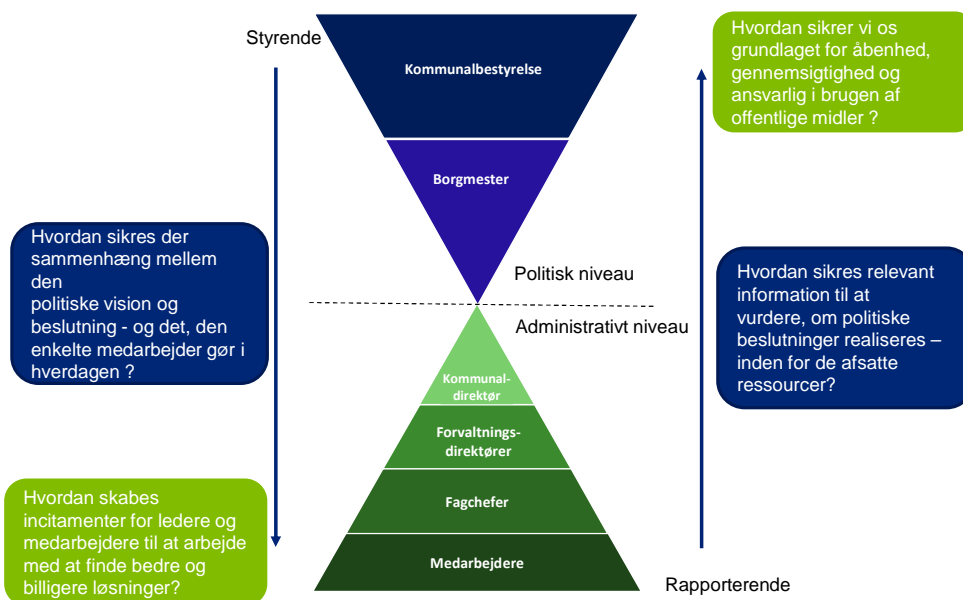 Styrende
Kommunalbestyrelse
Borgmester
Politisk niveau
Administrativt niveau
Kommunal-
direktør
Forvaltnings-
direktører
Fagchefer
Medarbejdere
Rapporterende
Hvordan sikres der
sammenhæng mellem
den
politiske vision og
beslutning - og det, den
enkelte medarbejder gør i
hverdagen ?
Hvordan skabes
incitamenter for ledere og
medarbejdere til at arbejde
med at finde bedre og
billigere løsninger?
Hvordan sikrer vi os
grundlaget for åbenhed,
gennemsigtighed og
ansvarlig i brugen af
offentlige midler ?
Hvordan sikres relevant
information til at
vurdere, om politiske
beslutninger realiseres –
inden for de afsatte
ressourcer?